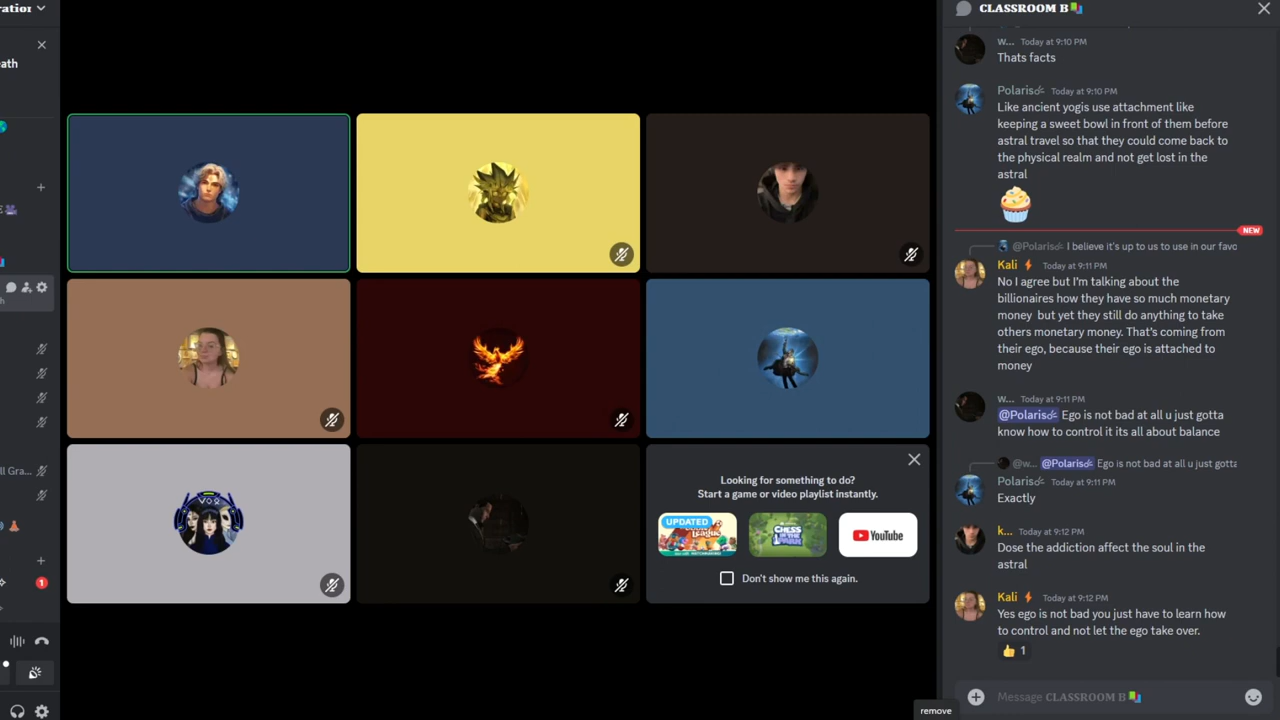 ration
CLASSROOM B
ath
W... Today at 9:10 PM
Thats facts
Polaris Today at 9:10 PM
Like ancient yogis use attachment like
keeping a sweet bowl in front of them before
astral travel so that they could come back to
the physical realm and not get lost in the
astral
NEW
@Polaris I believe it's up to us to use in our favo
Kali Today at 9:11 PM
No I agree but I'm talking about the
billionaires how they have so much monetary
money but yet they still do anything to take
others monetary money. That's coming from
their ego, because their ego is attached to
money
W... Today at 9:11 PM
@Polaris Ego is not bad at all u just gotta
know how to control it its all about balance
@w... @Polaris Ego is not bad at all u just gotta
Polaris Today at 9:11 PM
Exactly
k... Today at 9:12 PM
Dose the addiction affect the soul in the
astral
Kali Today at 9:12 PM
Yes ego is not bad you just have to learn how
to control and not let the ego take over.
1
Message CLASSROOM B
remove
VOX
Looking for something to do?
Start a game or video playlist instantly.
UPDATED
CHESS
YouTube
Don't show me this again.
ll Gra...
1